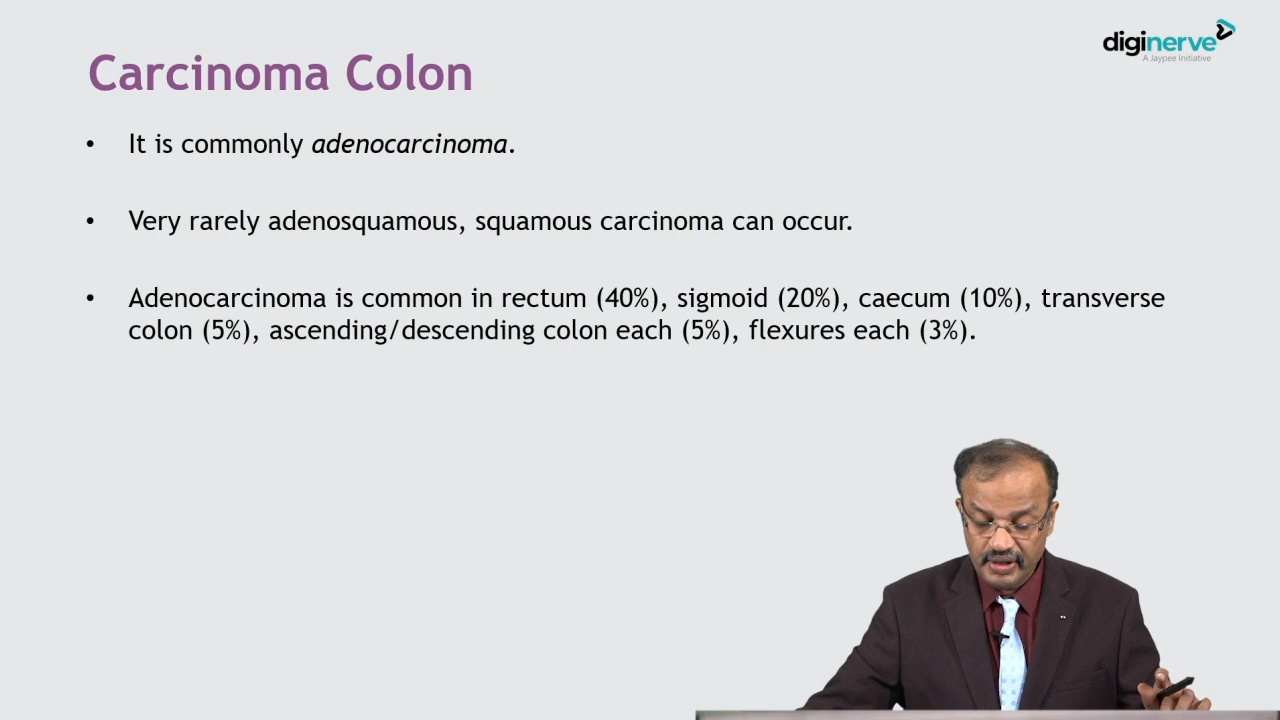 diginerve
A Jaypee Initiative
Carcinoma Colon
• It is commonly adenocarcinoma.
• Very rarely adenosquamous, squamous carcinoma can occur.
• Adenocarcinoma is common in rectum (40%), sigmoid (20%), caecum (10%), transverse
colon (5%), ascending/descending colon each (5%), flexures each (3%).